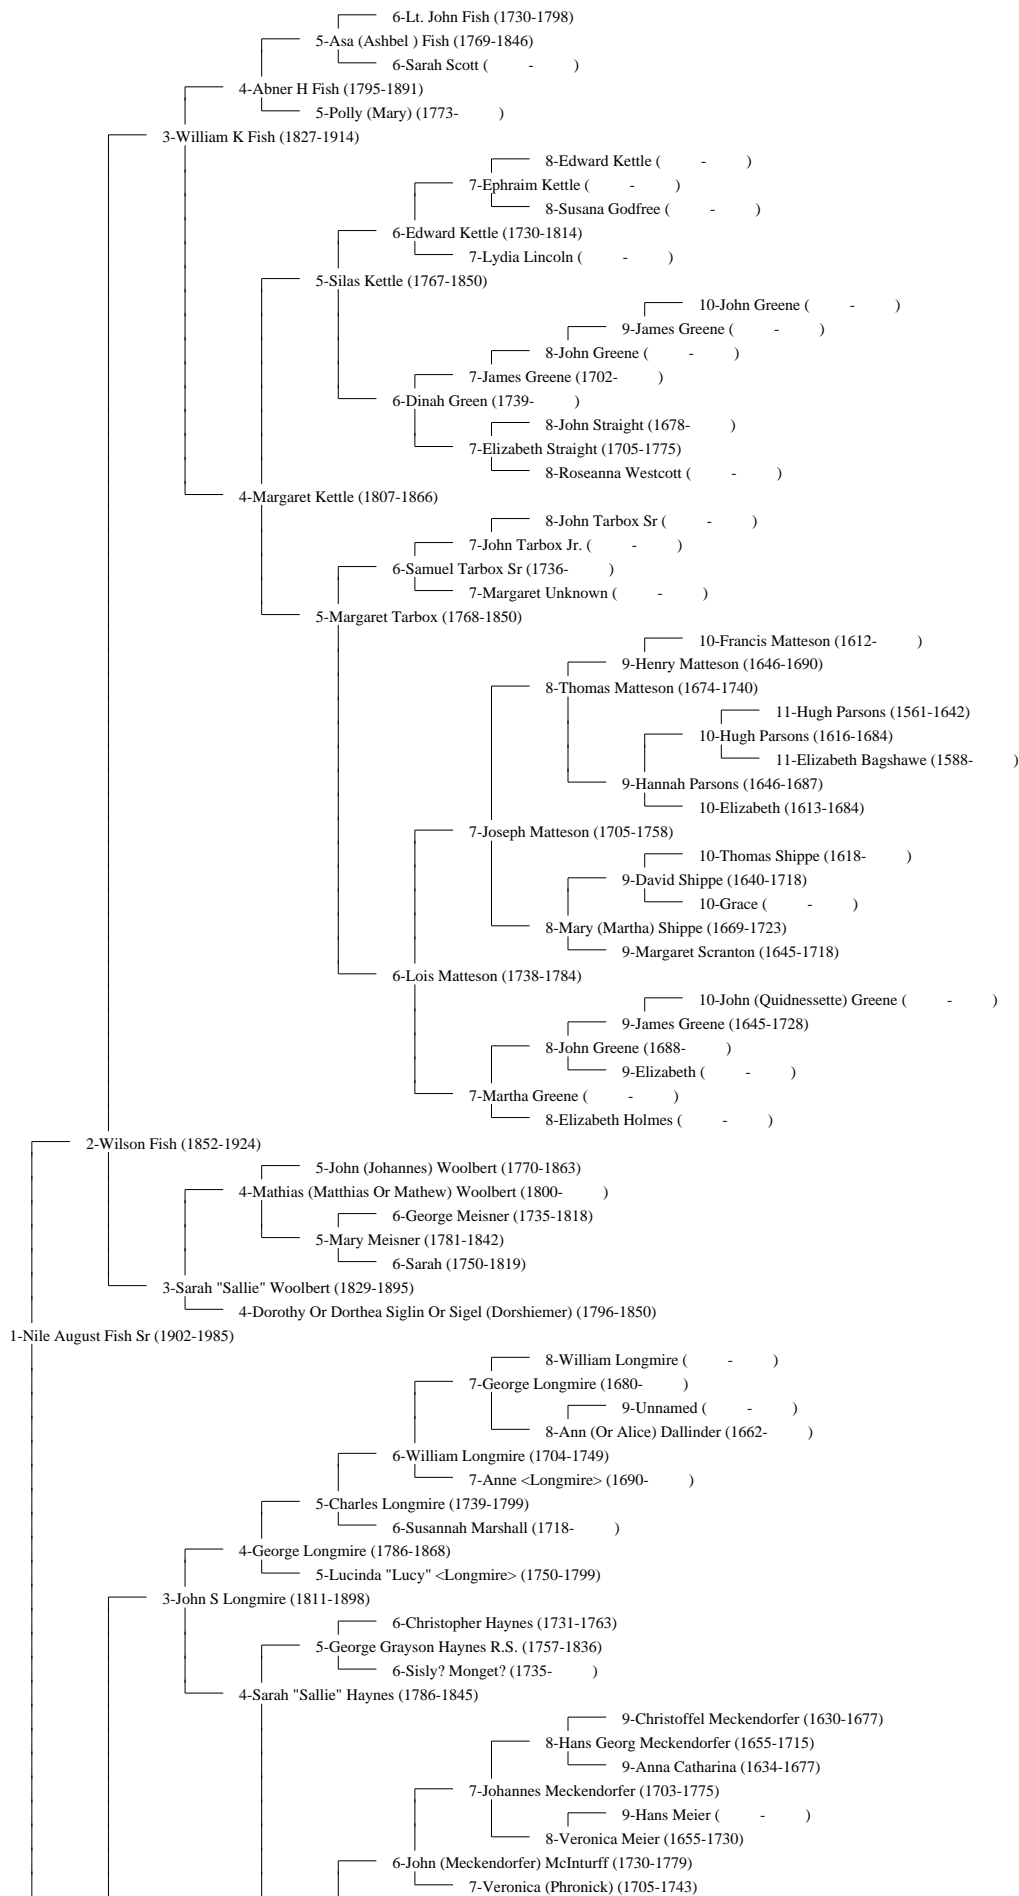 6-Lt. John Fish (1730-1798)
5-Asa (Ashbel ) Fish (1769-1846)
6-Sarah Scott ( - )
4-Abner H Fish (1795-1891)
5-Polly (Mary) (1773- )
3-William K Fish (1827-1914)
8-Edward Kettle ( - )
7-Ephraim Kettle ( - )
8-Susana Godfree ( - )
6-Edward Kettle (1730-1814)
7-Lydia Lincoln ( - )
5-Silas Kettle (1767-1850)
10-John Greene ( - )
9-James Greene ( - )
8-John Greene ( - )
7-James Greene (1702- )
6-Dinah Green (1739- )
8-John Straight (1678- )
7-Elizabeth Straight (1705-1775)
8-Roseanna Westcott ( - )
4-Margaret Kettle (1807-1866)
8-John Tarbox Sr ( - )
7-John Tarbox Jr. ( - )
6-Samuel Tarbox Sr (1736- )
7-Margaret Unknown ( - )
5-Margaret Tarbox (1768-1850)
10-Francis Matteson (1612- )
9-Henry Matteson (1646-1690)
8-Thomas Matteson (1674-1740)
11-Hugh Parsons (1561-1642)
10-Hugh Parsons (1616-1684)
11-Elizabeth Bagshawe (1588- )
9-Hannah Parsons (1646-1687)
10-Elizabeth (1613-1684)
7-Joseph Matteson (1705-1758)
10-Thomas Shippe (1618- )
9-David Shippe (1640-1718)
10-Grace ( - )
8-Mary (Martha) Shippe (1669-1723)
9-Margaret Scranton (1645-1718)
6-Lois Matteson (1738-1784)
10-John (Quidnessette) Greene ( - )
9-James Greene (1645-1728)
8-John Greene (1688- )
9-Elizabeth ( - )
7-Martha Greene ( - )
8-Elizabeth Holmes ( - )
2-Wilson Fish (1852-1924)
5-John (Johannes) Woolbert (1770-1863)
4-Mathias (Matthias Or Mathew) Woolbert (1800- )
6-George Meisner (1735-1818)
5-Mary Meisner (1781-1842)
6-Sarah (1750-1819)
3-Sarah "Sallie" Woolbert (1829-1895)
4-Dorothy Or Dorthea Siglin Or Sigel (Dorshiemer) (1796-1850)
1-Nile August Fish Sr (1902-1985)
8-William Longmire ( - )
7-George Longmire (1680- )
9-Unnamed ( - )
8-Ann (Or Alice) Dallinder (1662- )
6-William Longmire (1704-1749)
7-Anne <Longmire> (1690- )
5-Charles Longmire (1739-1799)
6-Susannah Marshall (1718- )
4-George Longmire (1786-1868)
5-Lucinda "Lucy" <Longmire> (1750-1799)
3-John S Longmire (1811-1898)
6-Christopher Haynes (1731-1763)
5-George Grayson Haynes R.S. (1757-1836)
6-Sisly? Monget? (1735- )
4-Sarah "Sallie" Haynes (1786-1845)
9-Christoffel Meckendorfer (1630-1677)
8-Hans Georg Meckendorfer (1655-1715)
9-Anna Catharina (1634-1677)
7-Johannes Meckendorfer (1703-1775)
9-Hans Meier ( - )
8-Veronica Meier (1655-1730)
6-John (Meckendorfer) McInturff (1730-1779)
7-Veronica (Phronick) (1705-1743)